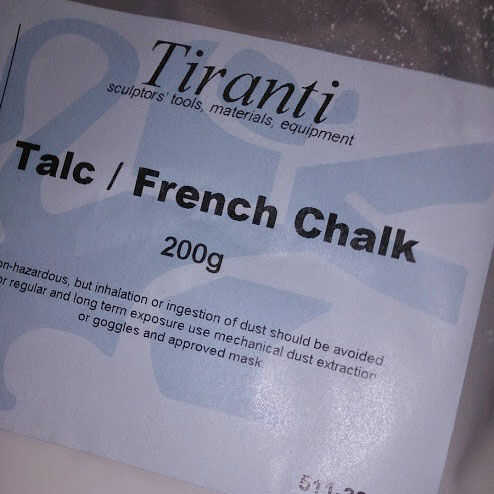 Tiranti
sculptors' tools, materials, equipment
Talc / French Chalk
200g
on-hazardous, but inhalation or ingestion of dust should be avoided
or regular and long term exposure use mechanical dust extraction
or goggles and approved mask